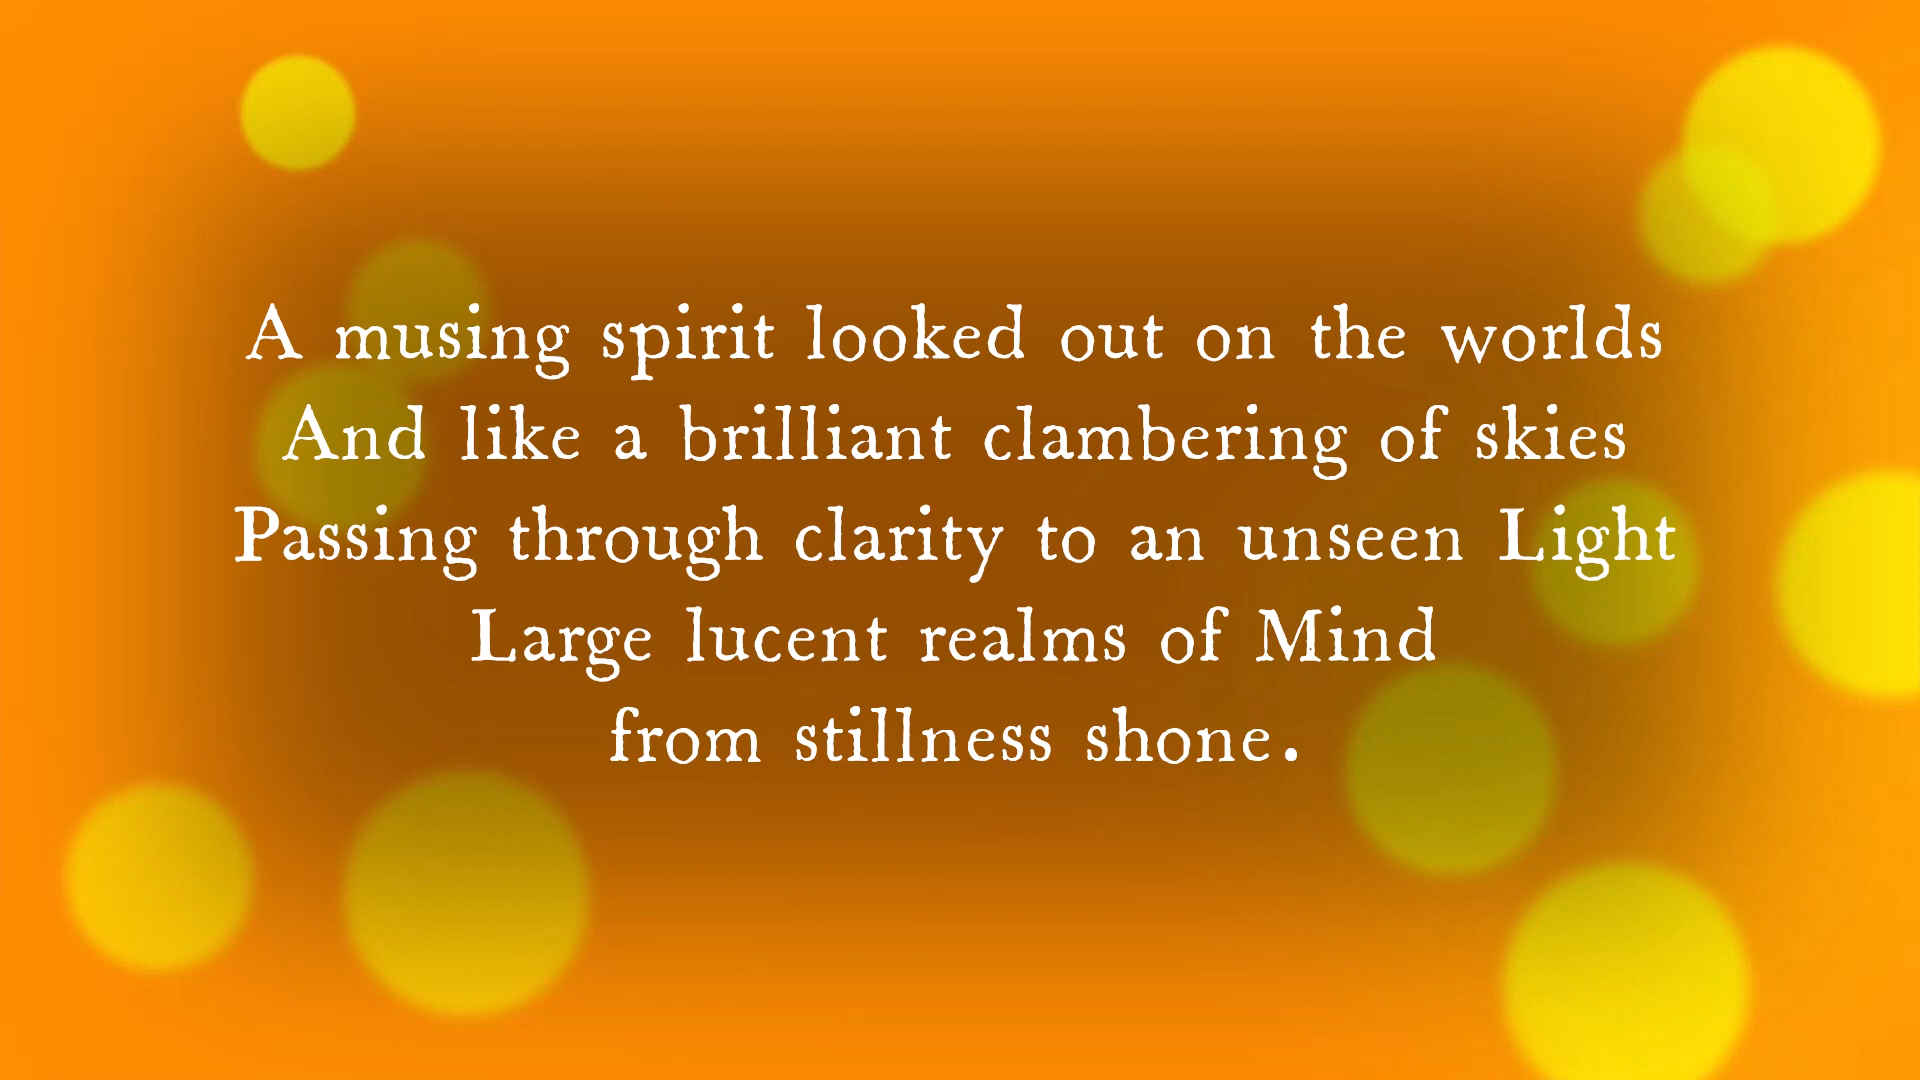 A musing spirit looked out on the worlds
And like a brilliant clambering of skies
Passing through clarity to an unseen Light
Large lucent realms of Mind
from stillness shone.